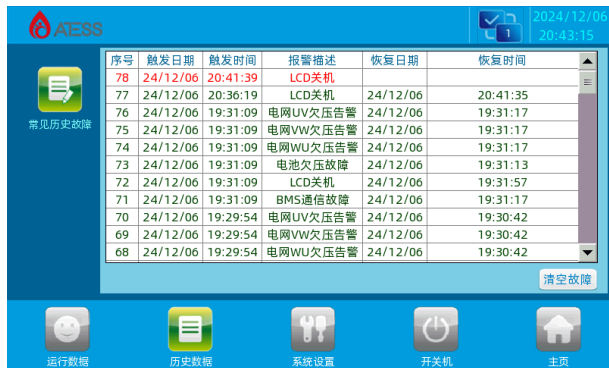 ATESS
1
2024/12/06
20:43:15
常见历史故障
序号 触发日期 触发时间 报警描述 恢复日期 恢复时间
78 24/12/06 20:41:39 LCD关机
77 24/12/06 20:36:19 LCD关机 24/12/06 20:41:35
76 24/12/06 19:31:09 电网UV欠压告警 24/12/06 19:31:17
75 24/12/06 19:31:09 电网VW欠压告警 24/12/06 19:31:17
74 24/12/06 19:31:09 电网WU欠压告警 24/12/06 19:31:17
73 24/12/06 19:31:09 电池欠压故障 24/12/06 19:31:13
72 24/12/06 19:31:09 LCD关机 24/12/06 19:31:57
71 24/12/06 19:31:09 BMS通信故障 24/12/06 19:31:17
70 24/12/06 19:29:54 电网UV欠压告警 24/12/06 19:30:42
69 24/12/06 19:29:54 电网VW欠压告警 24/12/06 19:30:42
68 24/12/06 19:29:54 电网WU欠压告警 24/12/06 19:30:42
清空故障
运行数据 历史数据 系统设置 开关机 主页